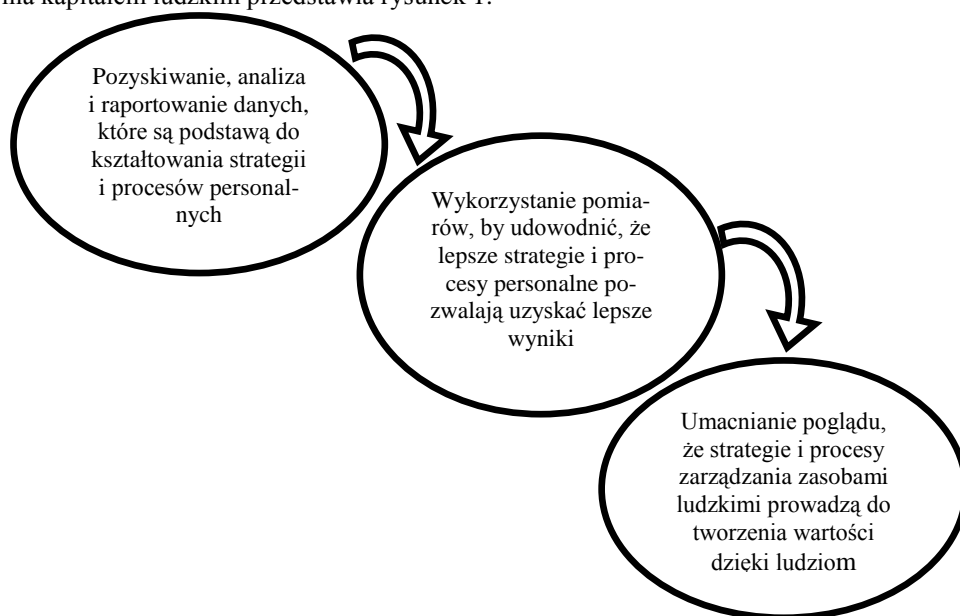 nia kapitałem ludzkim przedstawia rysunek 1.
Pozyskiwanie, analiza
i raportowanie danych,
które są podstawą do
kształtowania strategii
i procesów personal-
nych
Wykorzystanie pomia-
rów, by udowodnić, że
lepsze strategie i pro-
cesy personalne po-
zwalają uzyskać lepsze
wyniki
Umacnianie poglądu,
że strategie i procesy
zarządzania zasobami
ludzkimi prowadzą do
tworzenia wartości
dzięki ludziom